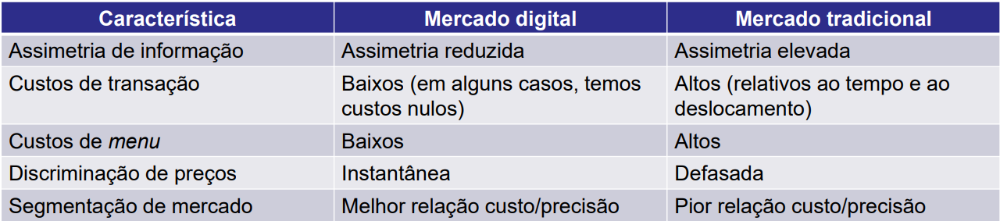 Característica Mercado digital Mercado tradicional
Assimetria de informação Assimetria reduzida Assimetria elevada
Custos de transação Baixos (em alguns casos, temos custos nulos) Altos (relativos ao tempo e ao deslocamento)
Custos de menu Baixos Altos
Discriminação de preços Instantânea Defasada
Segmentação de mercado Melhor relação custo/precisão Pior relação custo/precisão